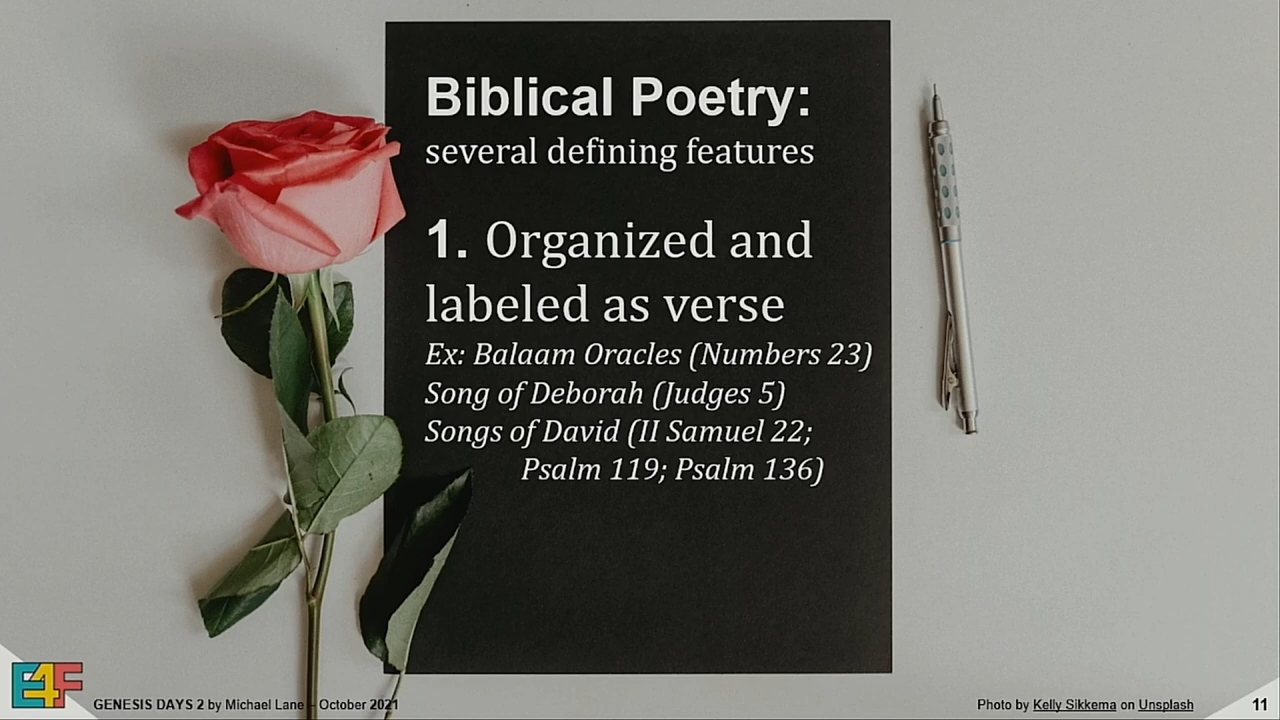 Biblical Poetry:
several defining features
1. Organized and
labeled as verse
Ex: Balaam Oracles (Numbers 23)
Song of Deborah (Judges 5)
Songs of David (II Samuel 22;
Psalm 119; Psalm 136)
E4F
GENESIS DAYS 2 by Michael Lane – October 2021
Photo by Kelly Sikkema on Unsplash
11